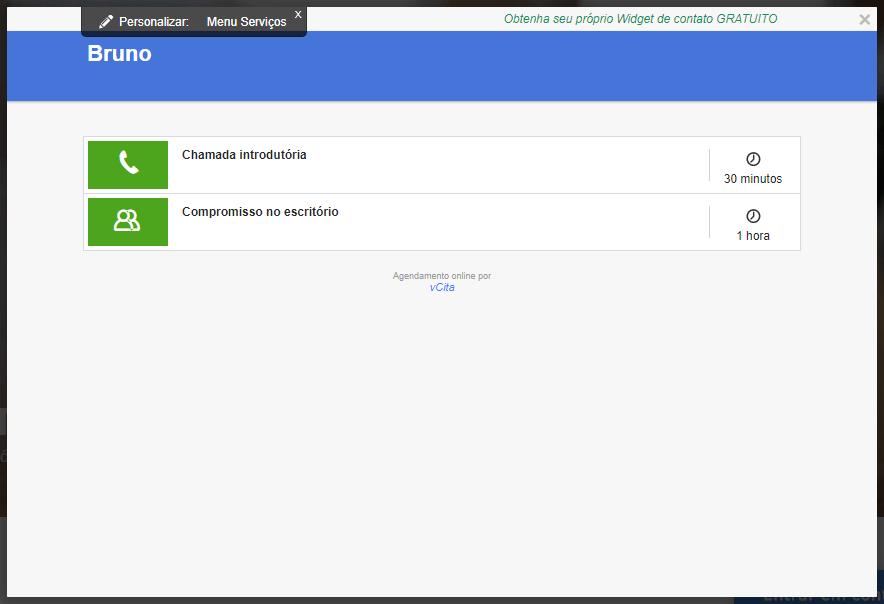 Personalizar: Menu Serviços x
Obtenha seu próprio Widget de contato GRATUITO
Bruno
Chamada introdutória
30 minutos
Compromisso no escritório
1 hora
Agendamento online por
vCita